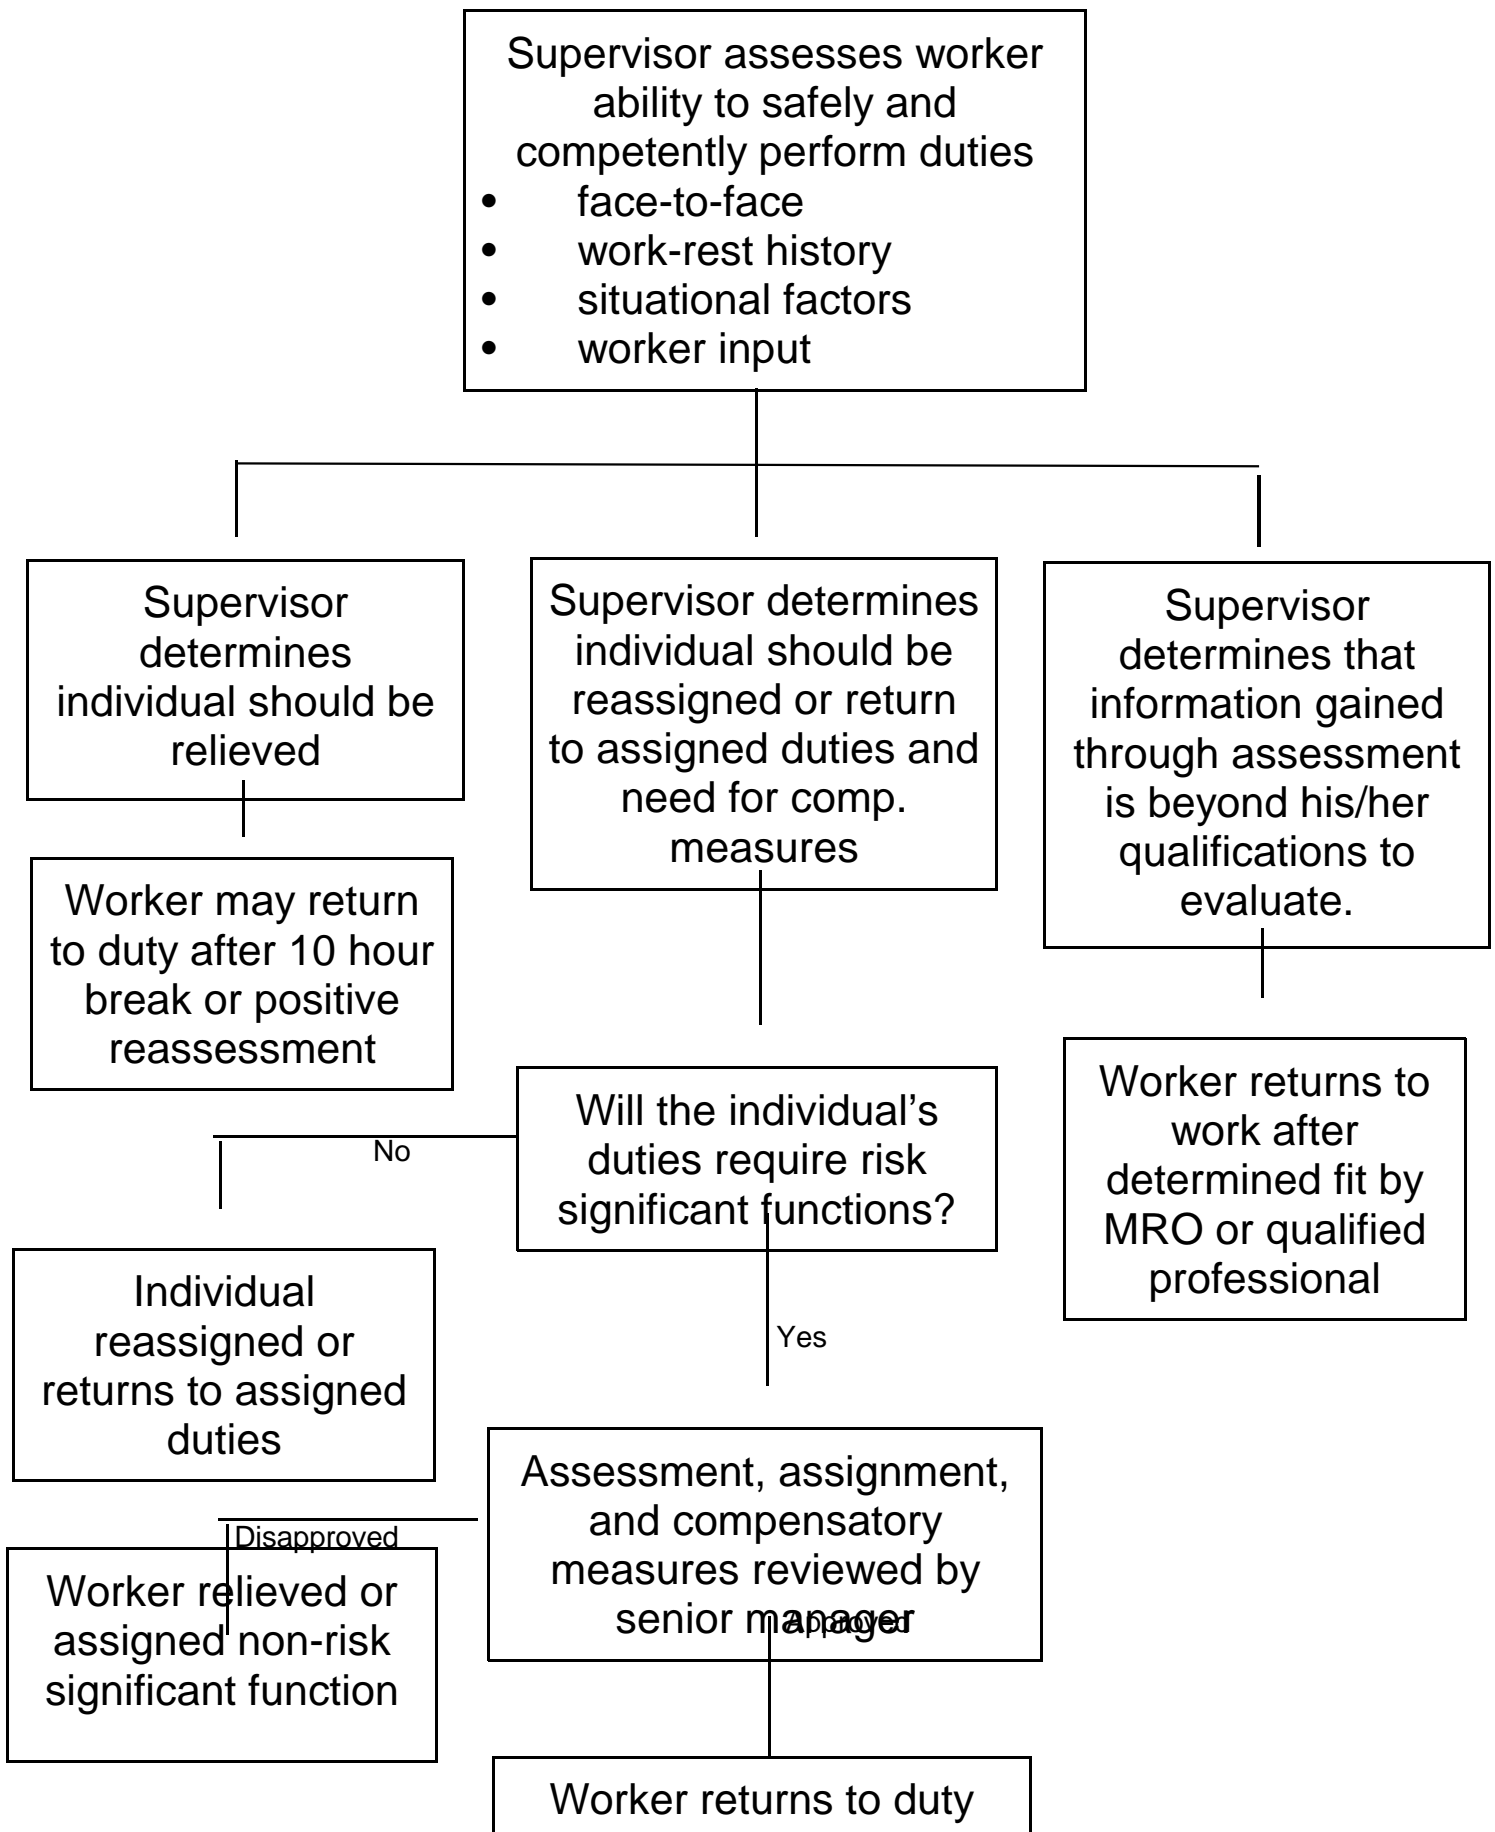 Supervisor assesses worker
ability to safely and
competently perform duties
• face-to-face
• work-rest history
• situational factors
• worker input
Supervisor
determines
individual should be
relieved
Supervisor determines
individual should be
reassigned or return
to assigned duties and
need for comp.
measures
Supervisor
determines that
information gained
through assessment
is beyond his/her
qualifications to
evaluate.
Worker may return
to duty after 10 hour
break or positive
reassessment
Will the individual’s
duties require risk
significant functions?
No
Worker returns to
work after
determined fit by
MRO or qualified
professional
Yes
Individual
reassigned or
returns to assigned
duties
Assessment, assignment,
and compensatory
measures reviewed by
senior manager
Disapproved
Approved
Worker relieved or
assigned non-risk
significant function
Worker returns to duty